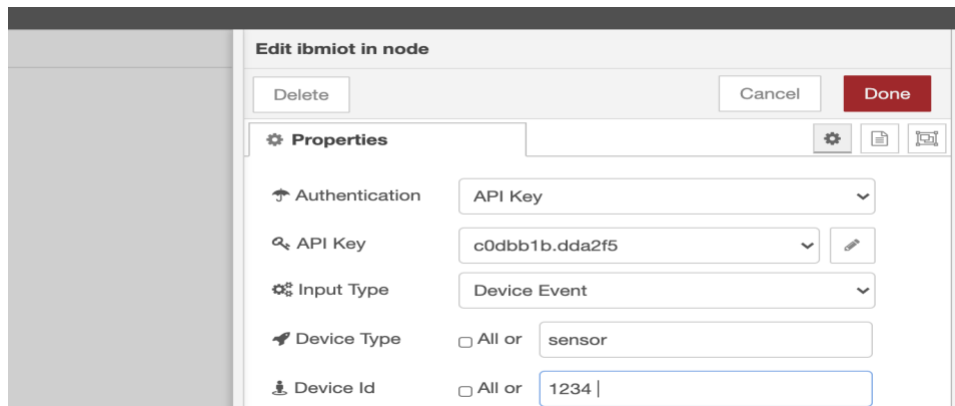 Edit ibmiot in node
Delete Cancel Done
Properties
Authentication API Key
API Key c0dbb1b.dda2f5
Input Type Device Event
Device Type All or sensor
Device Id All or 1234